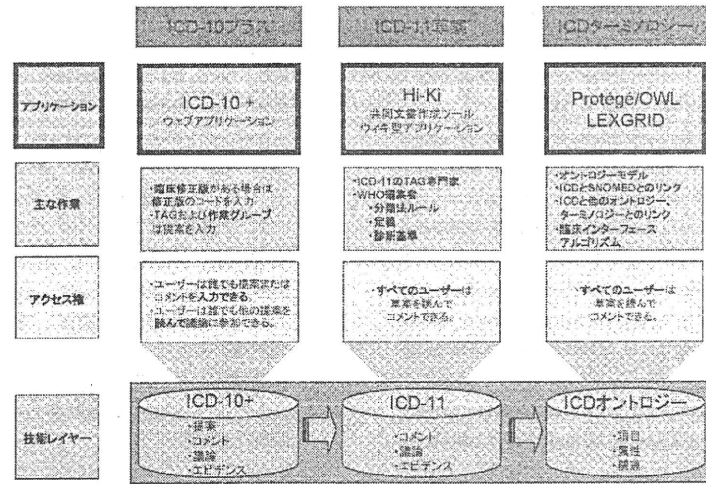 ICD-10プラス
ICD-11草案
ICDターミノロジー
アプリケーション
ICD-10 +
ウェブアプリケーション
Hi-Ki
共同文書作成ツール
ウィキ型アプリケーション
Protégé/OWL
LEXGRID
主な作業
・臨床修正版がある場合は
修正版のコードを入力
・TAGおよび作業グループ
は提案を入力
・ICD-11のTAG専門家
・WHO編集者
・分類法ルール
・定義
・診断基準
・オントロジーモデル
・ICDとSNOMEDとのリンク
・ICDと他のオントロジー、
ターミノロジーとのリンク
・臨床インターフェース
アルゴリズム
アクセス権
・ユーザーは誰でも提案または
コメントを入力できる。
・ユーザーは誰でも他の提案を
読んで議論に参加できる。
・すべてのユーザーは
草案を読んで
コメントできる。
・すべてのユーザーは
草案を読んで
コメントできる。
技術レイヤー
ICD-10+
・提案
・コメント
・議論
・エビデンス
ICD-11
・コメント
・議論
・エビデンス
ICDオントロジー
・項目
・属性
・関連